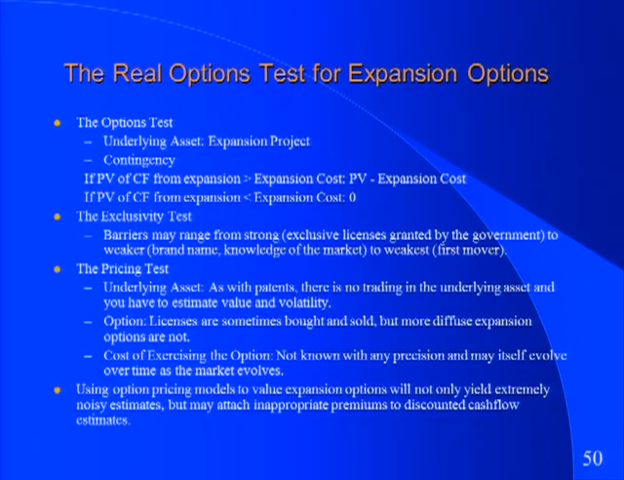 The Real Options Test for Expansion Options
The Options Test
– Underlying Asset: Expansion Project
– Contingency
If PV of CF from expansion > Expansion Cost: PV - Expansion Cost
If PV of CF from expansion < Expansion Cost: 0
The Exclusivity Test
– Barriers may range from strong (exclusive licenses granted by the government) to
weaker (brand name, knowledge of the market) to weakest (first mover).
The Pricing Test
– Underlying Asset: As with patents, there is no trading in the underlying asset and
you have to estimate value and volatility.
– Option: Licenses are sometimes bought and sold, but more diffuse expansion
options are not.
– Cost of Exercising the Option: Not known with any precision and may itself evolve
over time as the market evolves.
Using option pricing models to value expansion options will not only yield extremely
noisy estimates, but may attach inappropriate premiums to discounted cashflow
estimates.
50